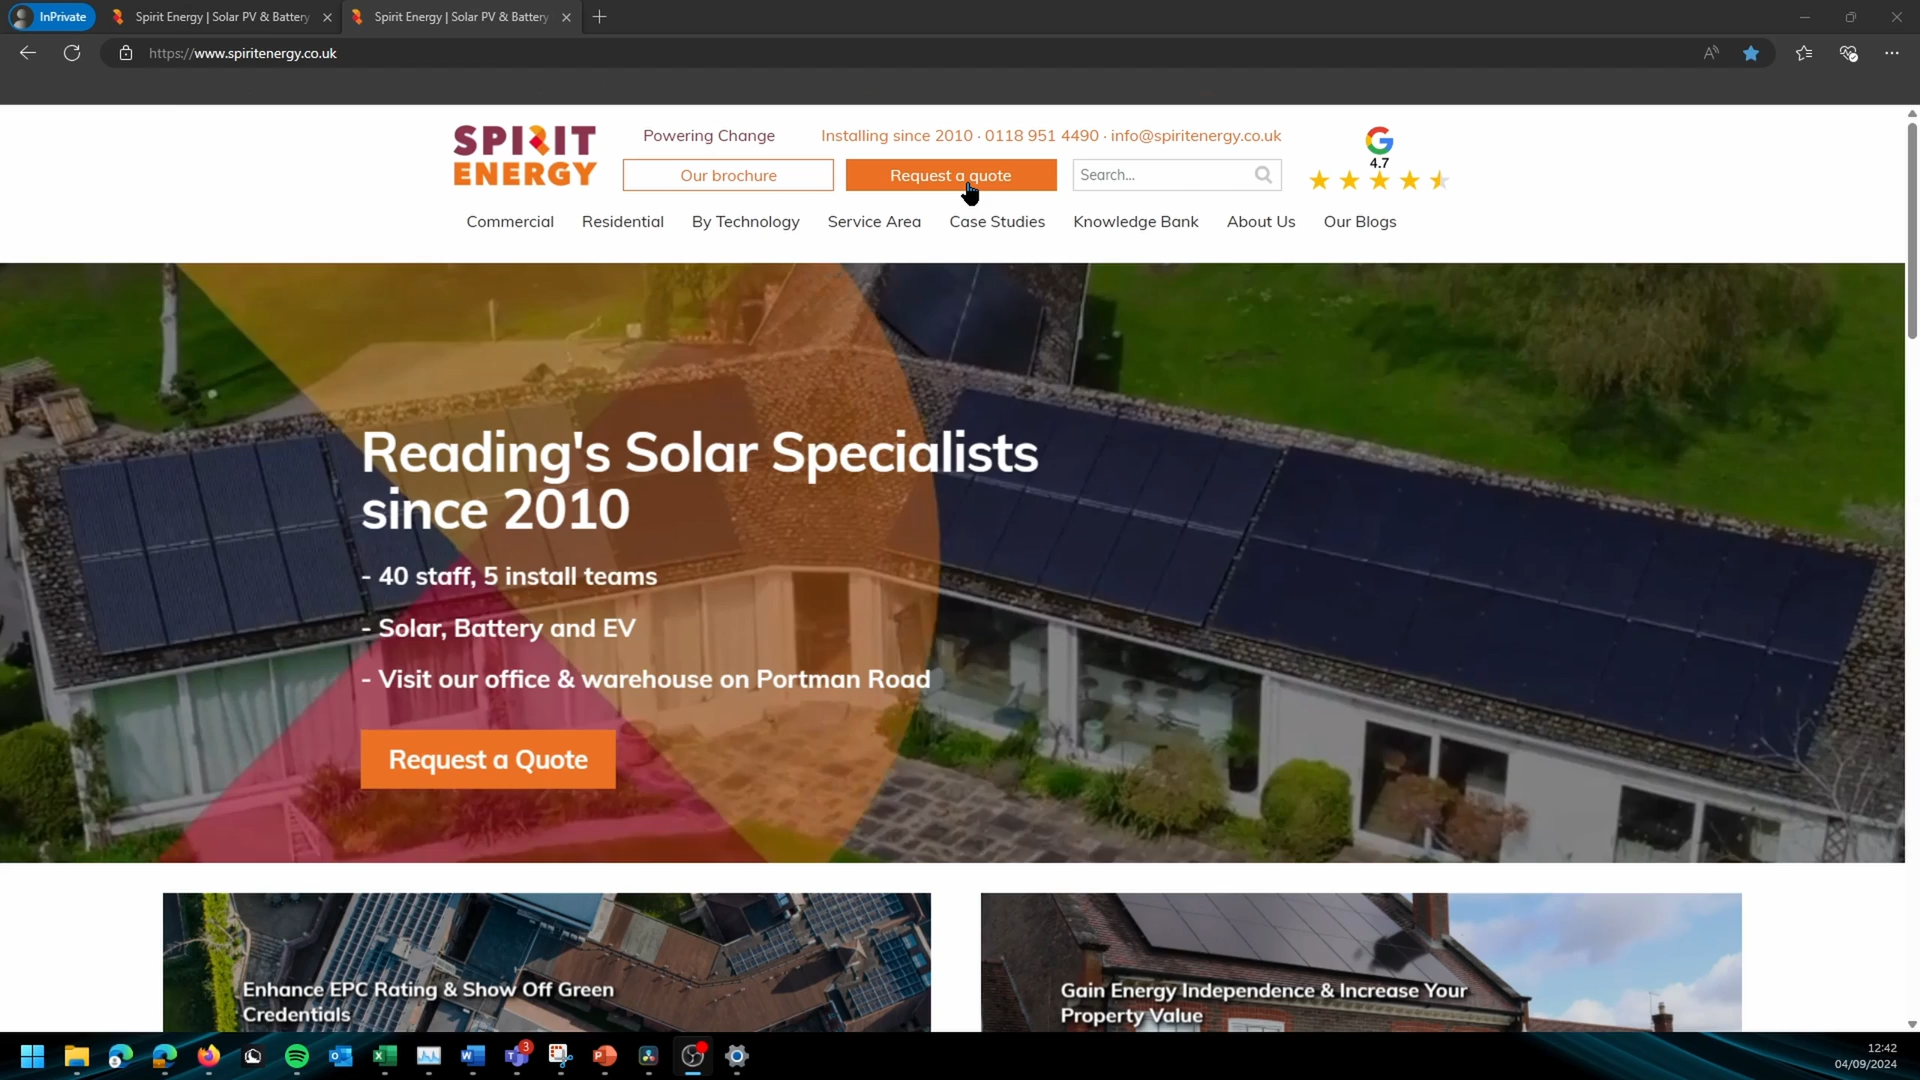 InPrivate
Spirit Energy | Solar PV & Battery
Spirit Energy | Solar PV & Battery
https://www.spiritenergy.co.uk
SPIRIT
ENERGY
Powering Change
Installing since 2010 · 0118 951 4490 · info@spiritenergy.co.uk
Our brochure
Request a quote
Search...
4.7
Commercial
Residential
By Technology
Service Area
Case Studies
Knowledge Bank
About Us
Our Blogs
Reading's Solar Specialists
since 2010
- 40 staff, 5 install teams
- Solar, Battery and EV
- Visit our office & warehouse on Portman Road
Request a Quote
Enhance EPC Rating & Show Off Green
Credentials
Gain Energy Independence & Increase Your
Property Value
3
12:42
04/09/2024